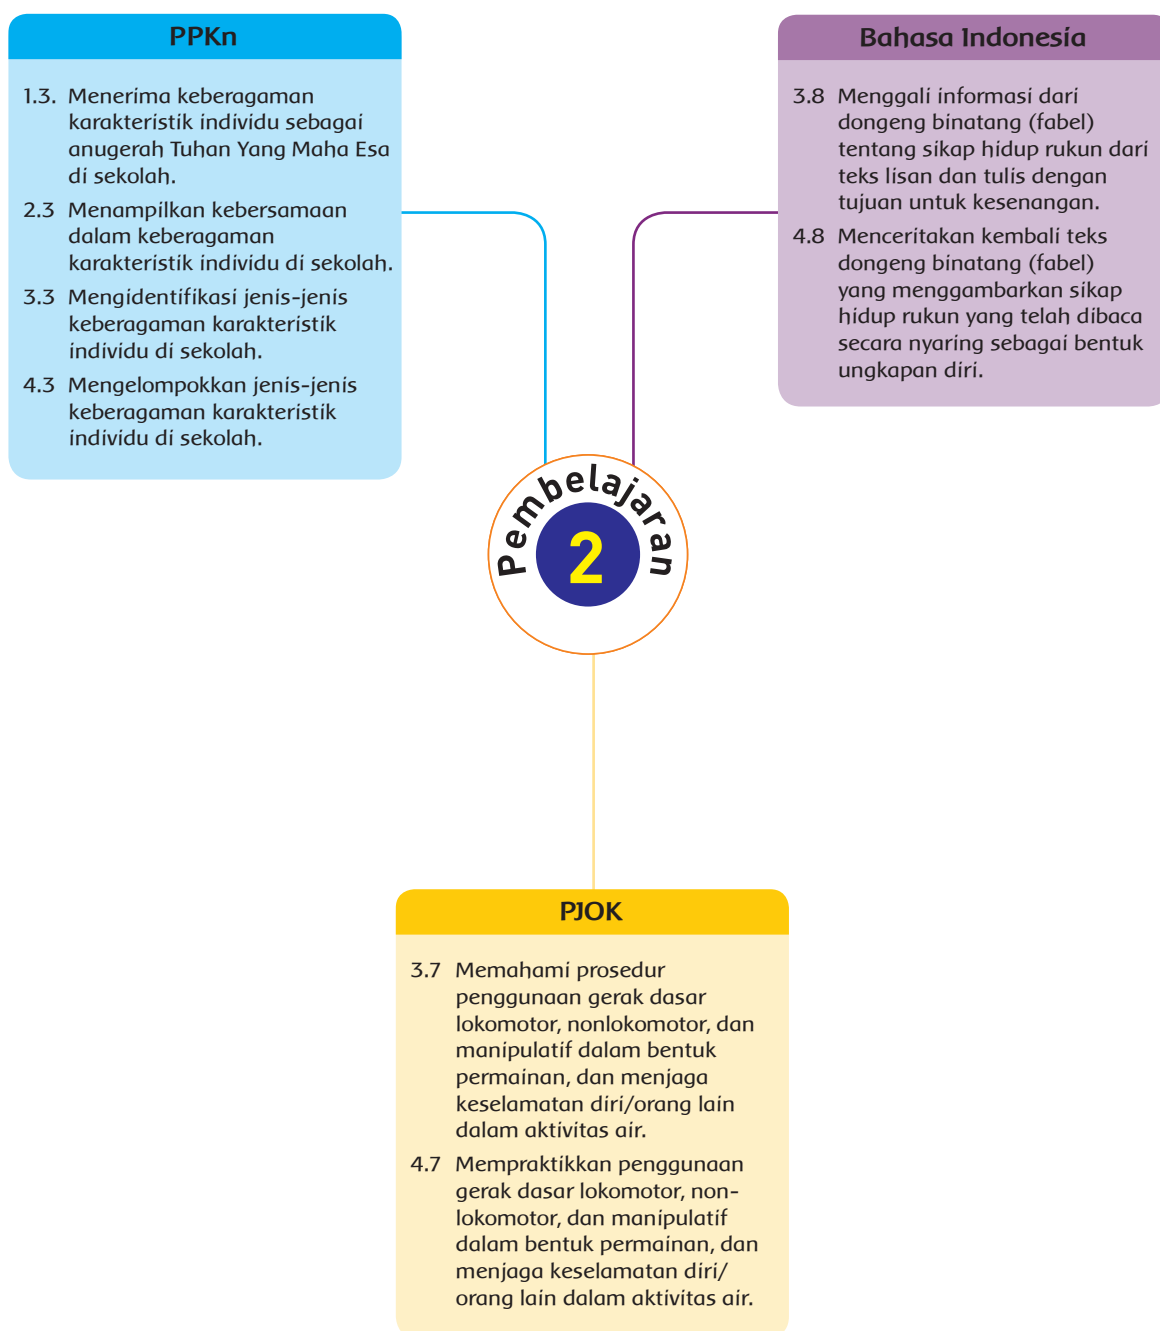 PPKn
1.3. Menerima keberagaman
karakteristik individu sebagai
anugerah Tuhan Yang Maha Esa
di sekolah.
2.3 Menampilkan kebersamaan
dalam keberagaman
karakteristik individu di sekolah.
3.3 Mengidentifikasi jenis-jenis
keberagaman karakteristik
individu di sekolah.
4.3 Mengelompokkan jenis-jenis
keberagaman karakteristik
individu di sekolah.
Bahasa Indonesia
3.8 Menggali informasi dari
dongeng binatang (fabel)
tentang sikap hidup rukun dari
teks lisan dan tulis dengan
tujuan untuk kesenangan.
4.8 Menceritakan kembali teks
dongeng binatang (fabel)
yang menggambarkan sikap
hidup rukun yang telah dibaca
secara nyaring sebagai bentuk
ungkapan diri.
Pembelajaran
2
PJOK
3.7 Memahami prosedur
penggunaan gerak dasar
lokomotor, nonlokomotor, dan
manipulatif dalam bentuk
permainan, dan menjaga
keselamatan diri/orang lain
dalam aktivitas air.
4.7 Mempraktikkan penggunaan
gerak dasar lokomotor, non-
lokomotor, dan manipulatif
dalam bentuk permainan, dan
menjaga keselamatan diri/
orang lain dalam aktivitas air.